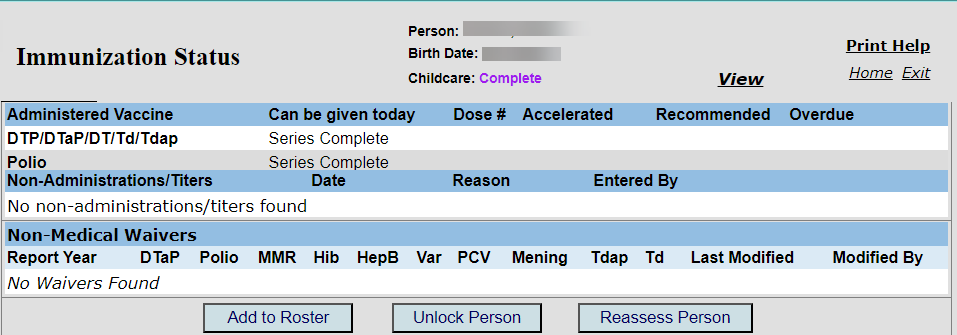 Immunization Status
Person:
Birth Date:
Childcare: Complete
View
Print Help
Home Exit
Administered Vaccine Can be given today Dose # Accelerated Recommended Overdue
DTP/DTaP/DT/Td/Tdap Series Complete
Polio Series Complete
Non-Administrations/Titers Date Reason Entered By
No non-administrations/titers found
Non-Medical Waivers
Report Year DTaP Polio MMR Hib HepB Var PCV Mening Tdap Td Last Modified Modified By
No Waivers Found
Add to Roster Unlock Person Reassess Person